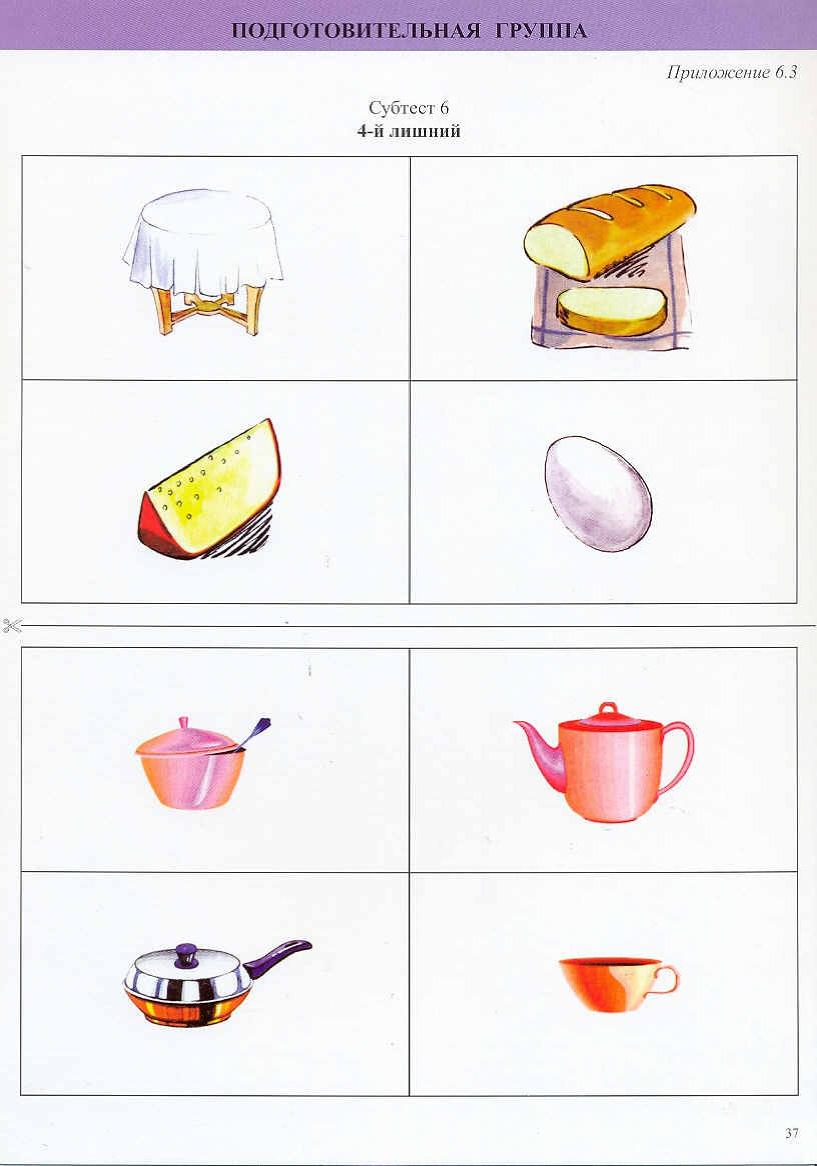 ПОДГОТОВИТЕЛЬНАЯ ГРУППА
Приложение 6.3
Субтест 6
4-й лишний
37